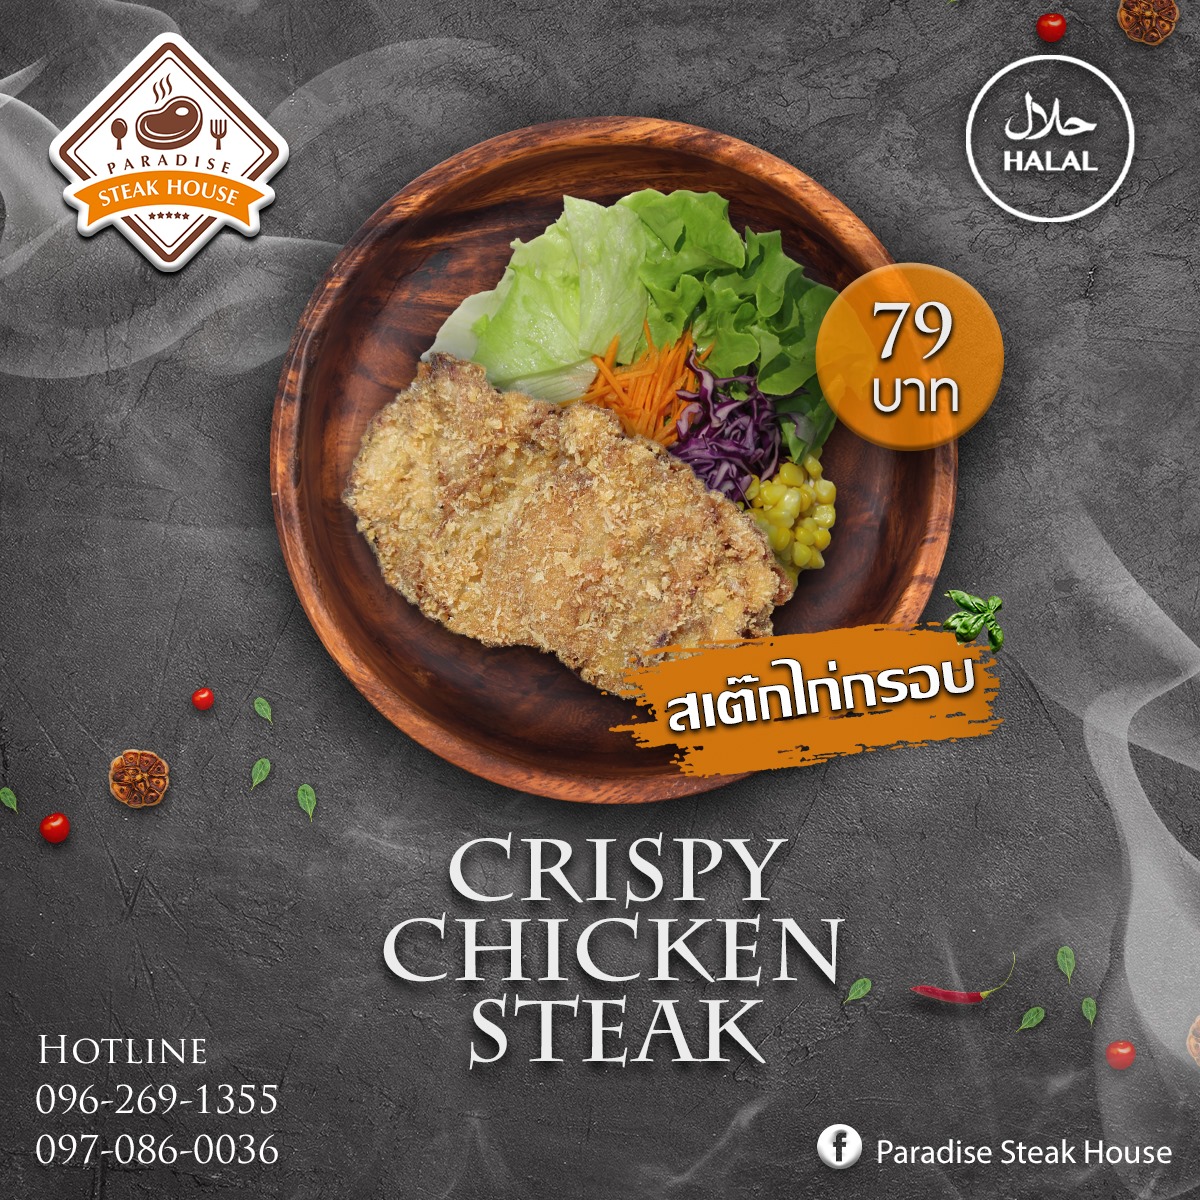 PARADISE
STEAK HOUSE
حلال
HALAL
79
บาท
สเต๊กไก่กรอบ
CRISPY
CHICKEN
STEAK
HOTLINE
096-269-1355
097-086-0036
f Paradise Steak House